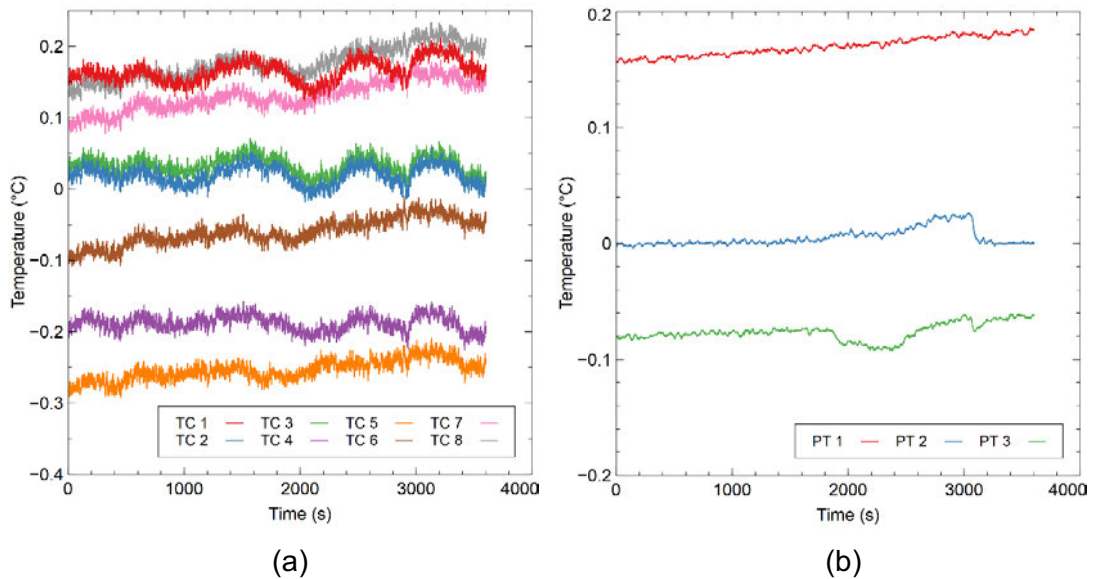 0.2
0.1
0
−0.1
−0.2
−0.3
−0.4
Temperature (°C)
TC 1 TC 3 TC 5 TC 7
TC 2 TC 4 TC 6 TC 8
0 1000 2000 3000 4000
Time (s)
(a)
0.2
0.1
0
−0.1
−0.2
Temperature (°C)
PT 1 PT 2 PT 3
0 1000 2000 3000 4000
Time (s)
(b)